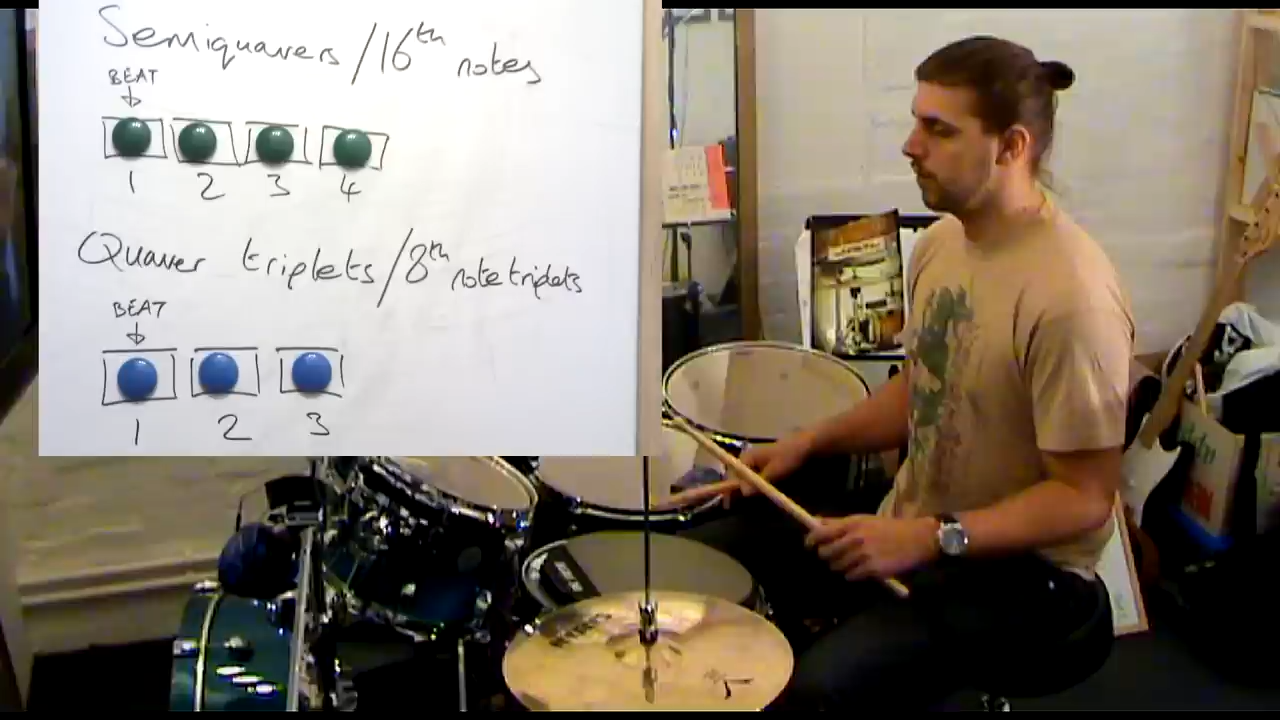 Semiquavers/16th notes
BEAT
1 2 3 4
Quaver triplets/8th note triplets
BEAT
1 2 3